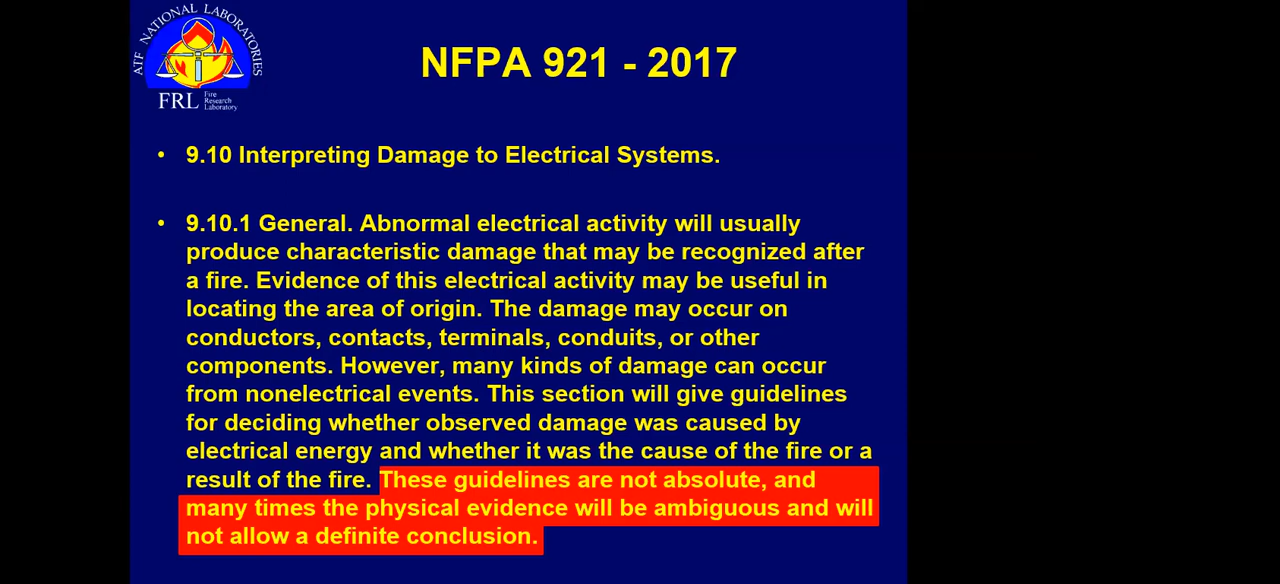 ATF NATIONAL LABORATORIES
FRL
Fire
Research
Laboratory
NFPA 921 - 2017
• 9.10 Interpreting Damage to Electrical Systems.
• 9.10.1 General. Abnormal electrical activity will usually
produce characteristic damage that may be recognized after
a fire. Evidence of this electrical activity may be useful in
locating the area of origin. The damage may occur on
conductors, contacts, terminals, conduits, or other
components. However, many kinds of damage can occur
from nonelectrical events. This section will give guidelines
for deciding whether observed damage was caused by
electrical energy and whether it was the cause of the fire or a
result of the fire. These guidelines are not absolute, and
many times the physical evidence will be ambiguous and will
not allow a definite conclusion.